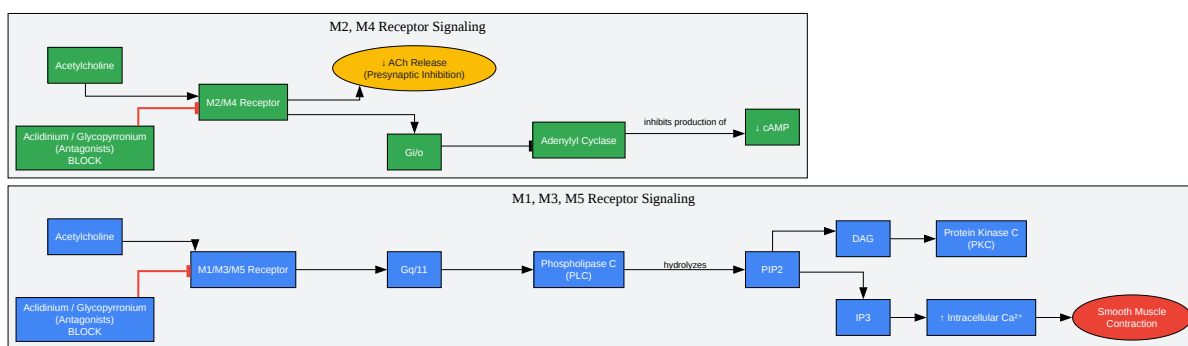 M2, M4 Receptor Signaling
Acetylcholine
↓ ACh Release
(Presynaptic Inhibition)
M2/M4 Receptor
Aclidinium / Glycopyrronium
(Antagonists)
BLOCK
Gi/o
Adenylyl Cyclase
inhibits production of
↓ cAMP
M1, M3, M5 Receptor Signaling
Acetylcholine
Aclidinium / Glycopyrronium
(Antagonists)
BLOCK
M1/M3/M5 Receptor
Gq/11
Phospholipase C
(PLC)
hydrolyzes
PIP2
DAG
Protein Kinase C
(PKC)
IP3
↑ Intracellular Ca²⁺
Smooth Muscle
Contraction